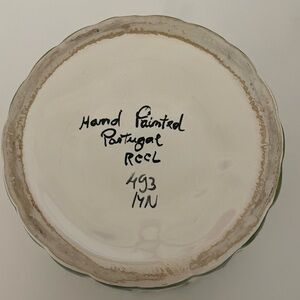 Hand Painted
Portugal
RCCL
493
MN